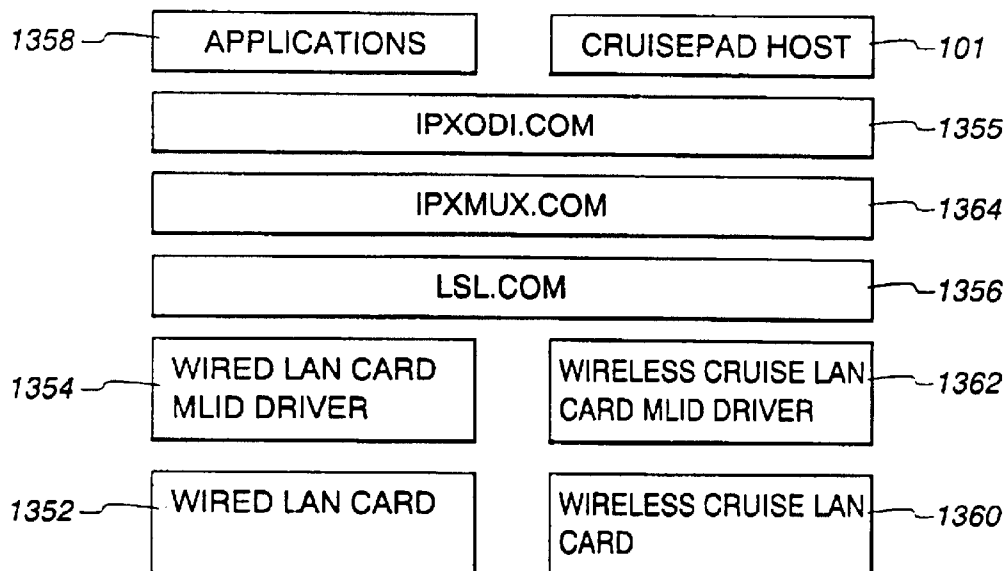 1358 APPLICATIONS CRUISEPAD HOST 101
IPXODI.COM 1355
IPXMUX.COM 1364
LSL.COM 1356
1354 WIRED LAN CARD
MLID DRIVER
WIRELESS CRUISE LAN
CARD MLID DRIVER
1362
1352 WIRED LAN CARD
WIRELESS CRUISE LAN
CARD
1360